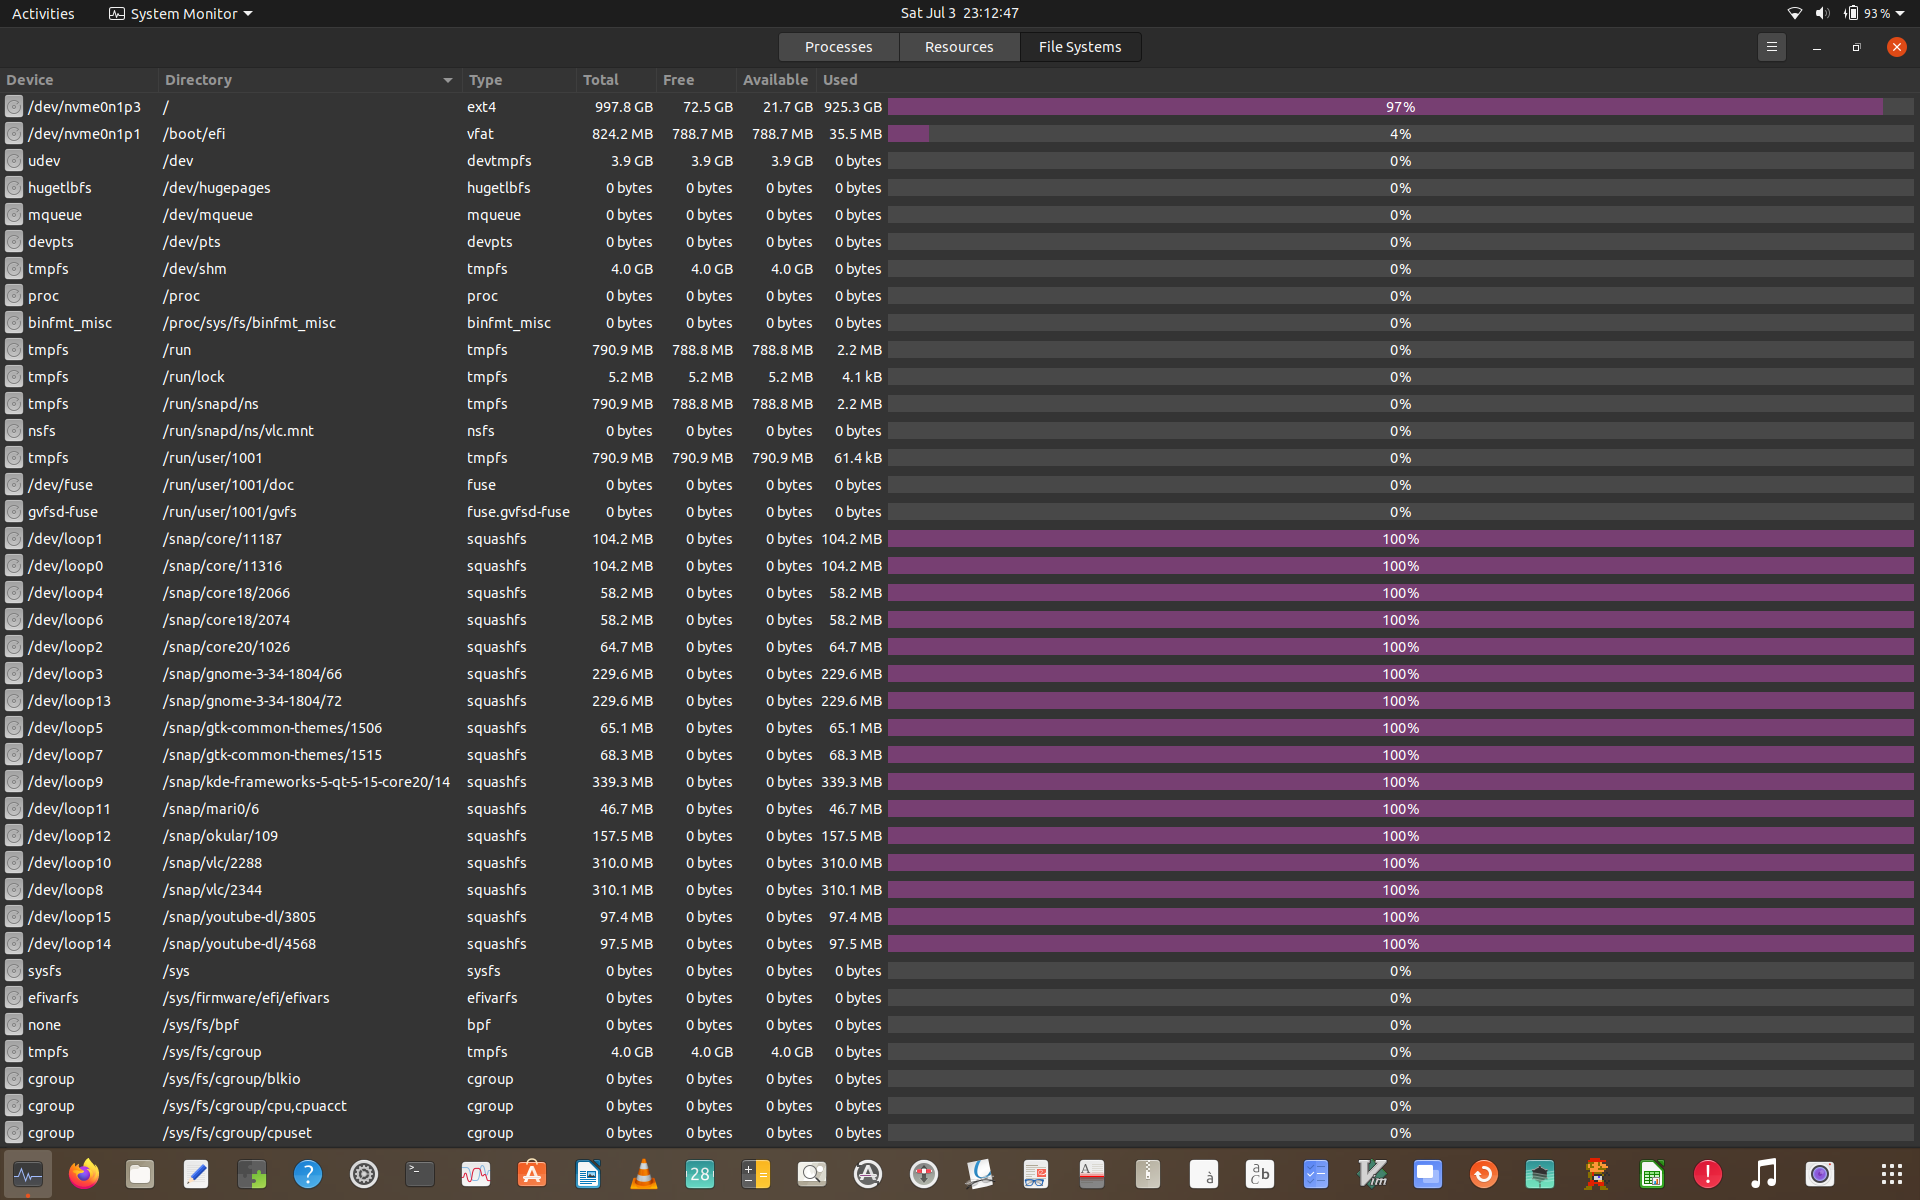 Activities System Monitor Sat Jul 3 23:12:47 93 %
Processes Resources File Systems
Device Directory Type Total Free Available Used
/dev/nvme0n1p3 / ext4 997.8 GB 72.5 GB 21.7 GB 925.3 GB 97%
/dev/nvme0n1p1 /boot/efi vfat 824.2 MB 788.7 MB 788.7 MB 35.5 MB 4%
udev /dev devtmpfs 3.9 GB 3.9 GB 3.9 GB 0 bytes 0%
hugetlbfs /dev/hugepages hugetlbfs 0 bytes 0 bytes 0 bytes 0 bytes 0%
mqueue /dev/mqueue mqueue 0 bytes 0 bytes 0 bytes 0 bytes 0%
devpts /dev/pts devpts 0 bytes 0 bytes 0 bytes 0 bytes 0%
tmpfs /dev/shm tmpfs 4.0 GB 4.0 GB 4.0 GB 0 bytes 0%
proc /proc proc 0 bytes 0 bytes 0 bytes 0 bytes 0%
binfmt_misc /proc/sys/fs/binfmt_misc binfmt_misc 0 bytes 0 bytes 0 bytes 0 bytes 0%
tmpfs /run tmpfs 790.9 MB 788.8 MB 788.8 MB 2.2 MB 0%
tmpfs /run/lock tmpfs 5.2 MB 5.2 MB 5.2 MB 4.1 kB 0%
tmpfs /run/snapd/ns tmpfs 790.9 MB 788.8 MB 788.8 MB 2.2 MB 0%
nsfs /run/snapd/ns/vlc.mnt nsfs 0 bytes 0 bytes 0 bytes 0 bytes 0%
tmpfs /run/user/1001 tmpfs 790.9 MB 790.9 MB 790.9 MB 61.4 kB 0%
/dev/fuse /run/user/1001/doc fuse 0 bytes 0 bytes 0 bytes 0 bytes 0%
gvfsd-fuse /run/user/1001/gvfs fuse.gvfsd-fuse 0 bytes 0 bytes 0 bytes 0 bytes 0%
/dev/loop1 /snap/core/11187 squashfs 104.2 MB 0 bytes 0 bytes 104.2 MB 100%
/dev/loop0 /snap/core/11316 squashfs 104.2 MB 0 bytes 0 bytes 104.2 MB 100%
/dev/loop4 /snap/core18/2066 squashfs 58.2 MB 0 bytes 0 bytes 58.2 MB 100%
/dev/loop6 /snap/core18/2074 squashfs 58.2 MB 0 bytes 0 bytes 58.2 MB 100%
/dev/loop2 /snap/core20/1026 squashfs 64.7 MB 0 bytes 0 bytes 64.7 MB 100%
/dev/loop3 /snap/gnome-3-34-1804/66 squashfs 229.6 MB 0 bytes 0 bytes 229.6 MB 100%
/dev/loop13 /snap/gnome-3-34-1804/72 squashfs 229.6 MB 0 bytes 0 bytes 229.6 MB 100%
/dev/loop5 /snap/gtk-common-themes/1506 squashfs 65.1 MB 0 bytes 0 bytes 65.1 MB 100%
/dev/loop7 /snap/gtk-common-themes/1515 squashfs 68.3 MB 0 bytes 0 bytes 68.3 MB 100%
/dev/loop9 /snap/kde-frameworks-5-qt-5-15-core20/14 squashfs 339.3 MB 0 bytes 0 bytes 339.3 MB 100%
/dev/loop11 /snap/mari0/6 squashfs 46.7 MB 0 bytes 0 bytes 46.7 MB 100%
/dev/loop12 /snap/okular/109 squashfs 157.5 MB 0 bytes 0 bytes 157.5 MB 100%
/dev/loop10 /snap/vlc/2288 squashfs 310.0 MB 0 bytes 0 bytes 310.0 MB 100%
/dev/loop8 /snap/vlc/2344 squashfs 310.1 MB 0 bytes 0 bytes 310.1 MB 100%
/dev/loop15 /snap/youtube-dl/3805 squashfs 97.4 MB 0 bytes 0 bytes 97.4 MB 100%
/dev/loop14 /snap/youtube-dl/4568 squashfs 97.5 MB 0 bytes 0 bytes 97.5 MB 100%
sysfs /sys sysfs 0 bytes 0 bytes 0 bytes 0 bytes 0%
efivarfs /sys/firmware/efi/efivars efivarfs 0 bytes 0 bytes 0 bytes 0 bytes 0%
none /sys/fs/bpf bpf 0 bytes 0 bytes 0 bytes 0 bytes 0%
tmpfs /sys/fs/cgroup tmpfs 4.0 GB 4.0 GB 4.0 GB 0 bytes 0%
cgroup /sys/fs/cgroup/blkio cgroup 0 bytes 0 bytes 0 bytes 0 bytes 0%
cgroup /sys/fs/cgroup/cpu,cpuacct cgroup 0 bytes 0 bytes 0 bytes 0 bytes 0%
cgroup /sys/fs/cgroup/cpuset cgroup 0 bytes 0 bytes 0 bytes 0 bytes 0%
28 à a b c Vim